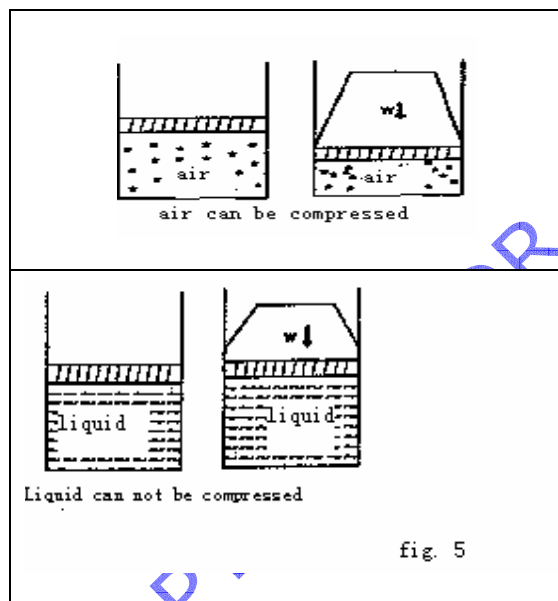 w
air air
air can be compressed
w
liquid liquid
Liquid can not be compressed
fig. 5